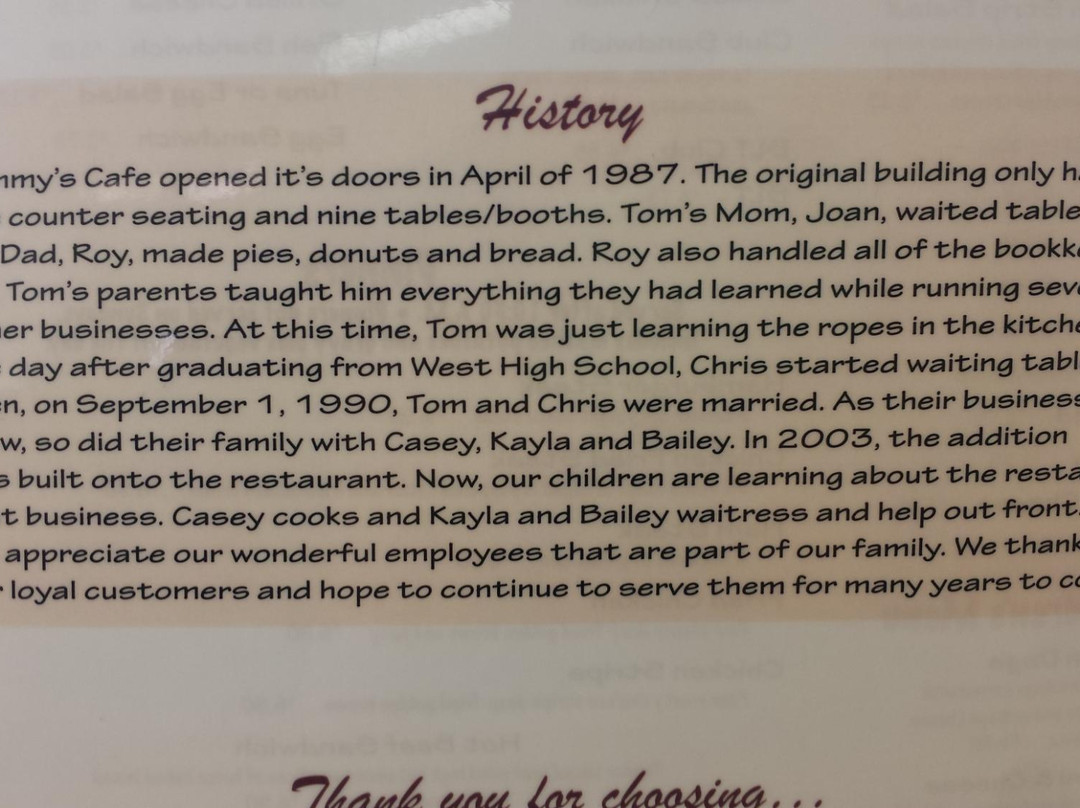 History
mmy's Cafe opened it's doors in April of 1987. The original building only h
counter seating and nine tables/booths. Tom's Mom, Joan, waited table
Dad, Roy, made pies, donuts and bread. Roy also handled all of the bookk
Tom's parents taught him everything they had learned while running seve
er businesses. At this time, Tom was just learning the ropes in the kitche
day after graduating from West High School, Chris started waiting tabl
en, on September 1, 1990, Tom and Chris were married. As their business
w, so did their family with Casey, Kayla and Bailey. In 2003, the addition
s built onto the restaurant. Now, our children are learning about the resta
t business. Casey cooks and Kayla and Bailey waitress and help out front.
appreciate our wonderful employees that are part of our family. We thank
r loyal customers and hope to continue to serve them for many years to co
Thank you for choosing...